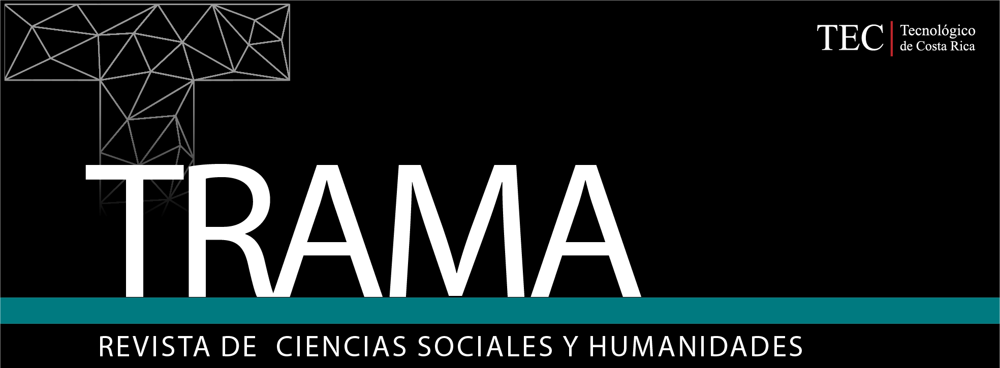 TEC
Tecnológico
de Costa Rica
TRAMA
REVISTA DE CIENCIAS SOCIALES Y HUMANIDADES